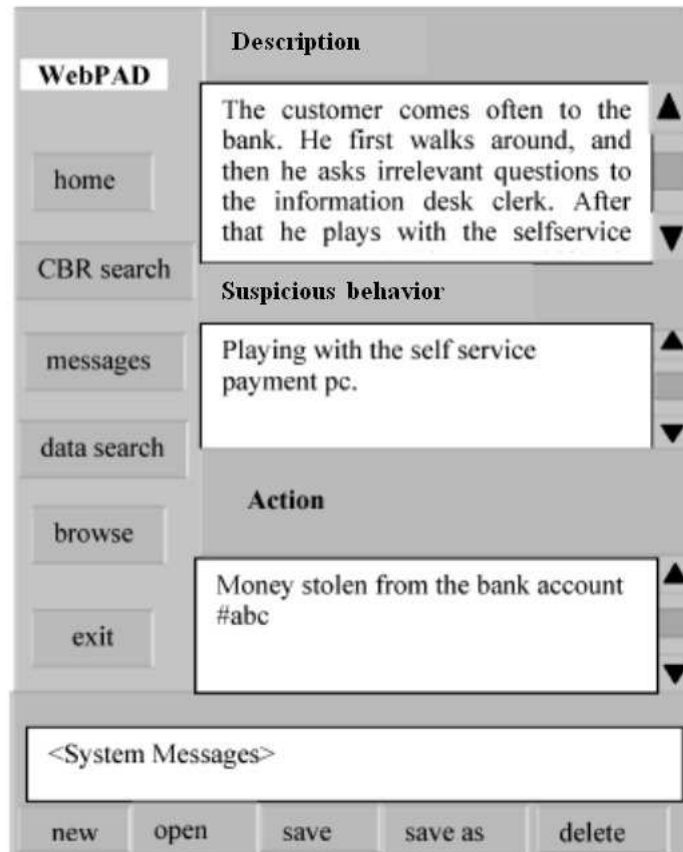 WebPAD
home
CBR search
messages
data search
browse
exit
Description
The customer comes often to the
bank. He first walks around, and
then he asks irrelevant questions to
the information desk clerk. After
that he plays with the selfservice
Suspicious behavior
Playing with the self service
payment pc.
Action
Money stolen from the bank account
#abc
<System Messages>
new open save save as delete